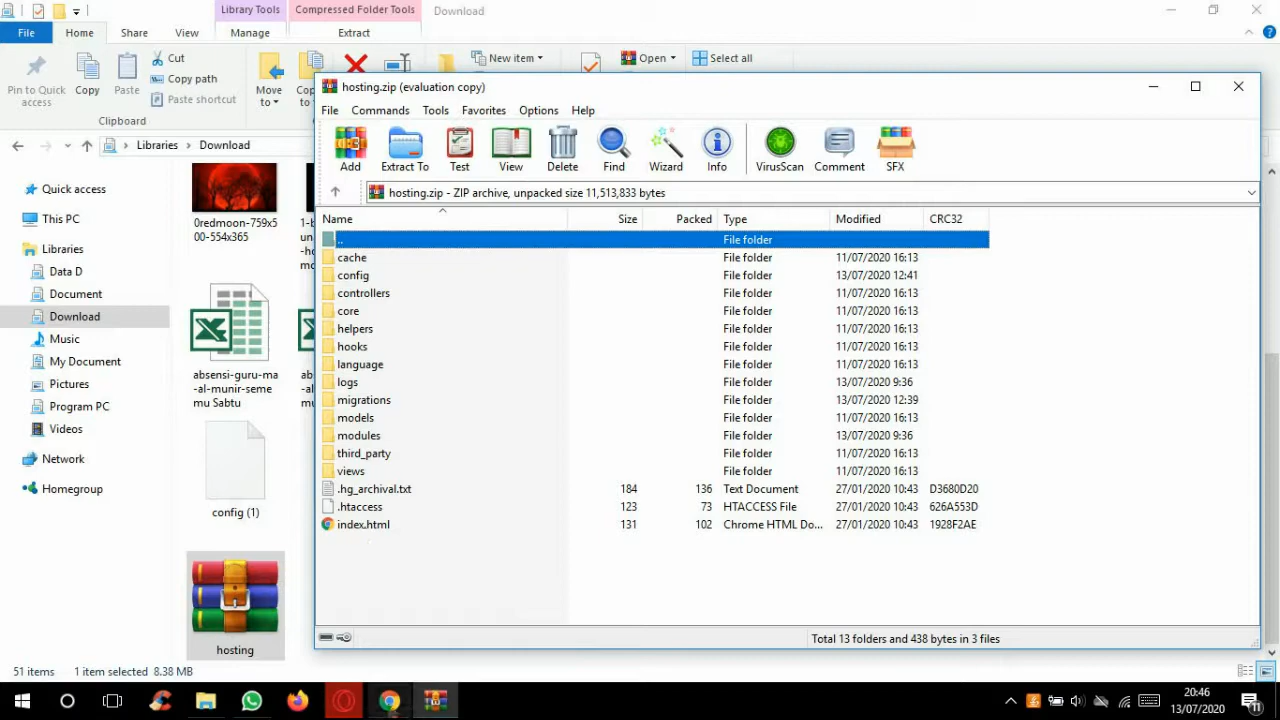 Library Tools
Compressed Folder Tools
Download
File
Home
Share
View
Manage
Extract
Pin to Quick access
Copy
Paste
Cut
Copy path
Paste shortcut
Clipboard
Move to
New item
Open
Select all
Libraries
Download
Quick access
This PC
Libraries
Data D
Document
Download
Music
My Document
Pictures
Program PC
Videos
Network
Homegroup
0redmoon-759x5
00-554x365
absensi-guru-ma
-al-munir-seme
mu Sabtu
config (1)
hosting
51 items
1 item selected 8.38 MB
hosting.zip (evaluation copy)
File Commands Tools Favorites Options Help
Add Extract To Test View Delete Find Wizard Info VirusScan Comment SFX
hosting.zip - ZIP archive, unpacked size 11,513,833 bytes
Name Size Packed Type Modified CRC32
.. File folder
cache File folder 11/07/2020 16:13
config File folder 13/07/2020 12:41
controllers File folder 11/07/2020 16:13
core File folder 11/07/2020 16:13
helpers File folder 11/07/2020 16:13
hooks File folder 11/07/2020 16:13
language File folder 11/07/2020 16:13
logs File folder 13/07/2020 9:36
migrations File folder 13/07/2020 12:39
models File folder 11/07/2020 16:13
modules File folder 13/07/2020 9:36
third_party File folder 11/07/2020 16:13
views File folder 11/07/2020 16:13
.hg_archival.txt 184 136 Text Document 27/01/2020 10:43 D3680D20
.htaccess 123 73 HTACCESS File 27/01/2020 10:43 626A553D
index.html 131 102 Chrome HTML Do... 27/01/2020 10:43 1928F2AE
Total 13 folders and 438 bytes in 3 files
20:46
13/07/2020